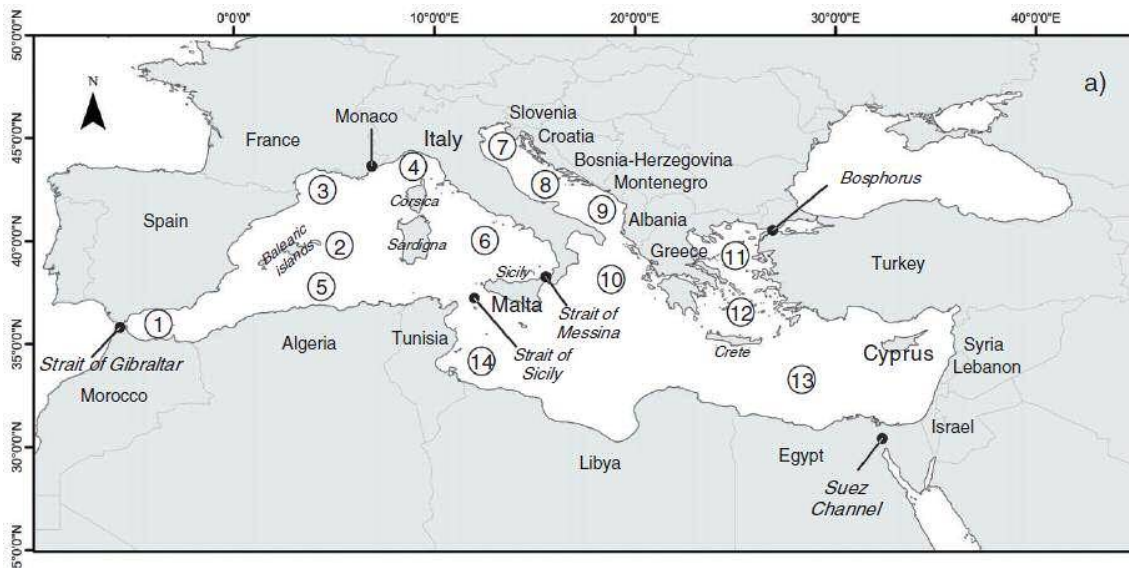 0°0'0"
10°0'0"E
20°0'0"E
30°0'0"E
40°0'0"E
50°0'0"N
45°0'0"N
40°0'0"N
35°0'0"N
30°0'0"N
5°0'0"N
a)
N
Monaco
Slovenia
Croatia
France
Italy
Bosnia-Herzegovina
Montenegro
Bosphorus
7
4
3
8
9
Corsica
Spain
Albania
Balearic
islands
2
Sardigna
6
Greece
11
Turkey
10
5
Sicily
Malta
12
1
Strait of
Messina
Strait of Gibraltar
Algeria
Tunisia
Strait of
Sicily
Crete
Cyprus
Syria
Lebanon
14
13
Morocco
Israel
Libya
Egypt
Suez
Channel